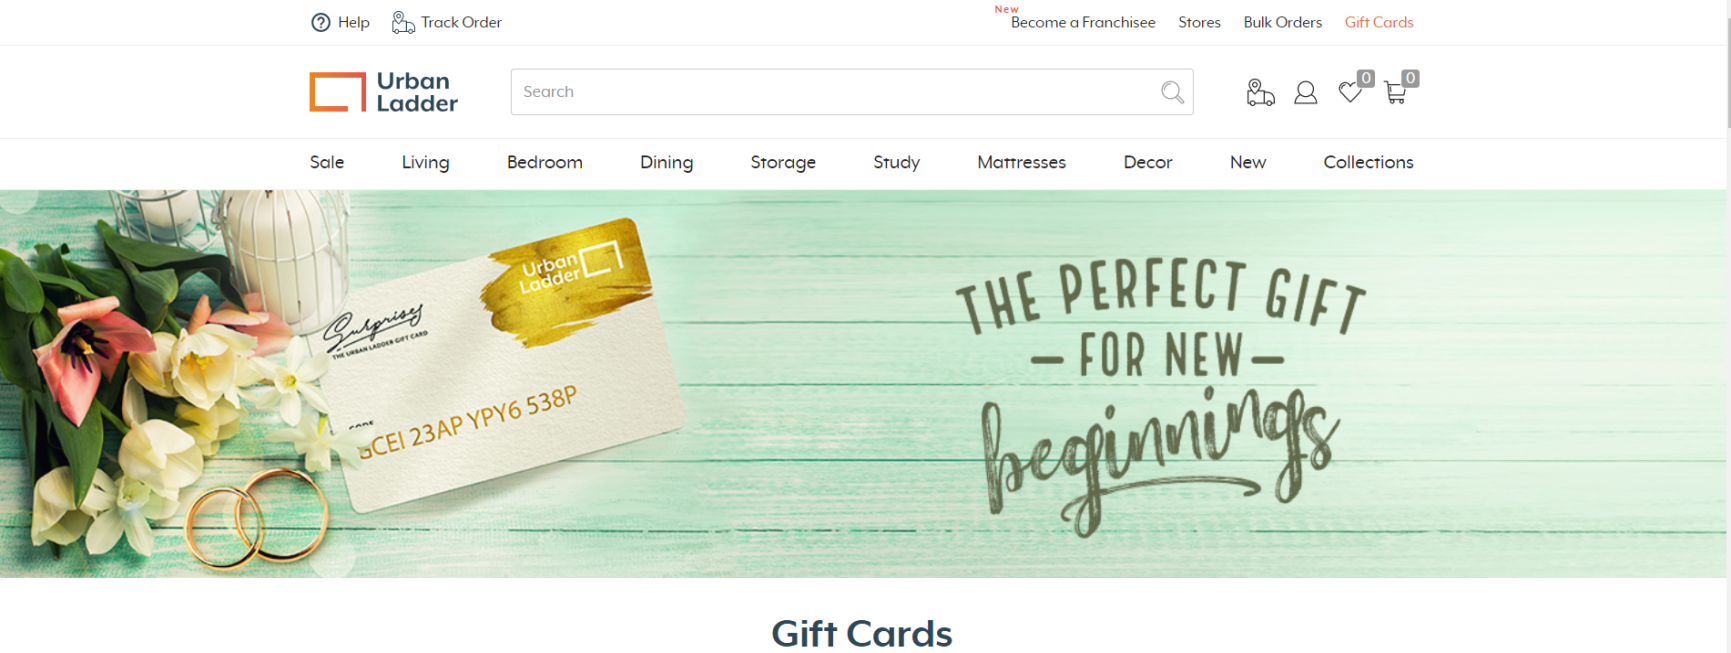 Help
Track Order
New
Become a Franchisee
Stores
Bulk Orders
Gift Cards
Urban
Ladder
Search
0
0
Sale
Living
Bedroom
Dining
Storage
Study
Mattresses
Decor
New
Collections
Urban
Ladder
Surprises
THE URBAN LADDER GIFT CARD
CODE
GCEI 23AP YPY6 538P
THE PERFECT GIFT
– FOR NEW –
beginnings
Gift Cards